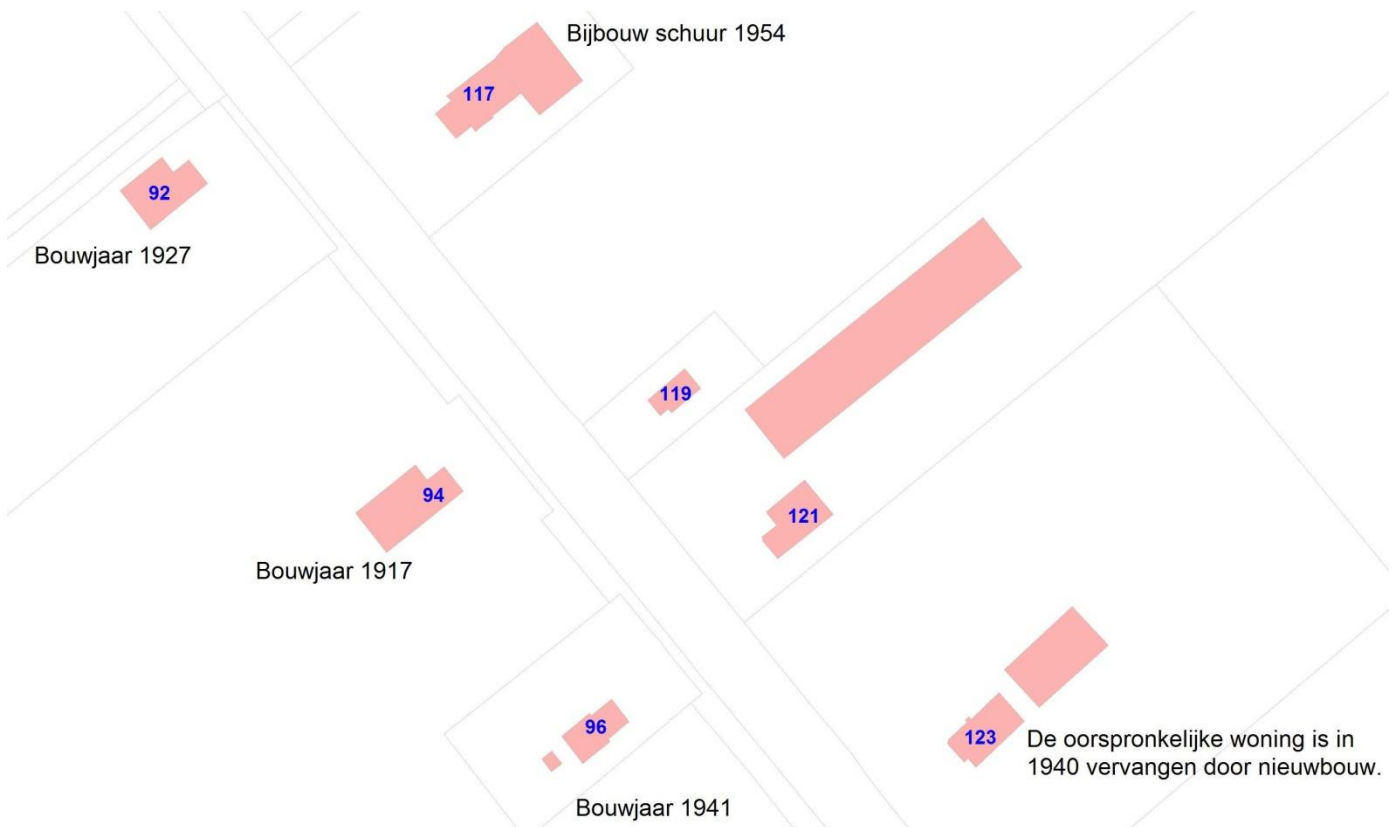 Bijbouw schuur 1954
117
92
Bouwjaar 1927
119
94
121
Bouwjaar 1917
96
123
De oorspronkelijke woning is in
1940 vervangen door nieuwbouw.
Bouwjaar 1941